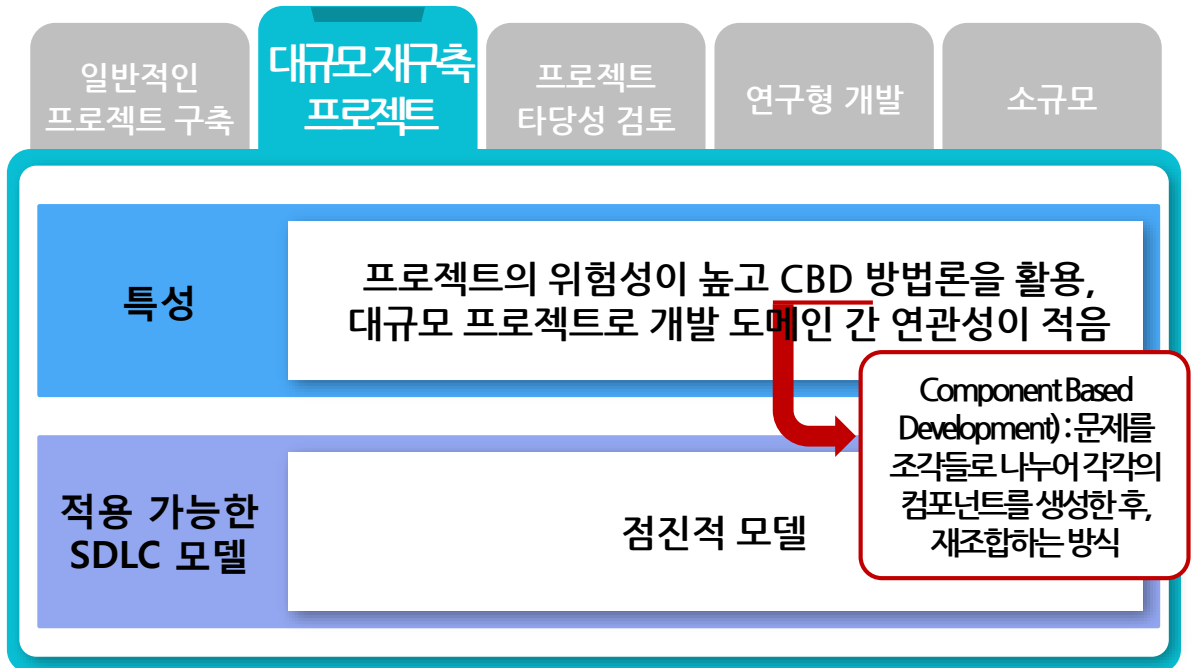 일반적인
프로젝트 구축
대규모 재구축
프로젝트
프로젝트
타당성 검토
연구형 개발
소규모
특성
프로젝트의 위험성이 높고 CBD 방법론을 활용,
대규모 프로젝트로 개발 도메인 간 연관성이 적음
Component Based
Development) : 문제를
조각들로 나누어 각각의
컴포넌트를 생성한 후,
재조합하는 방식
적용 가능한
SDLC 모델
점진적 모델